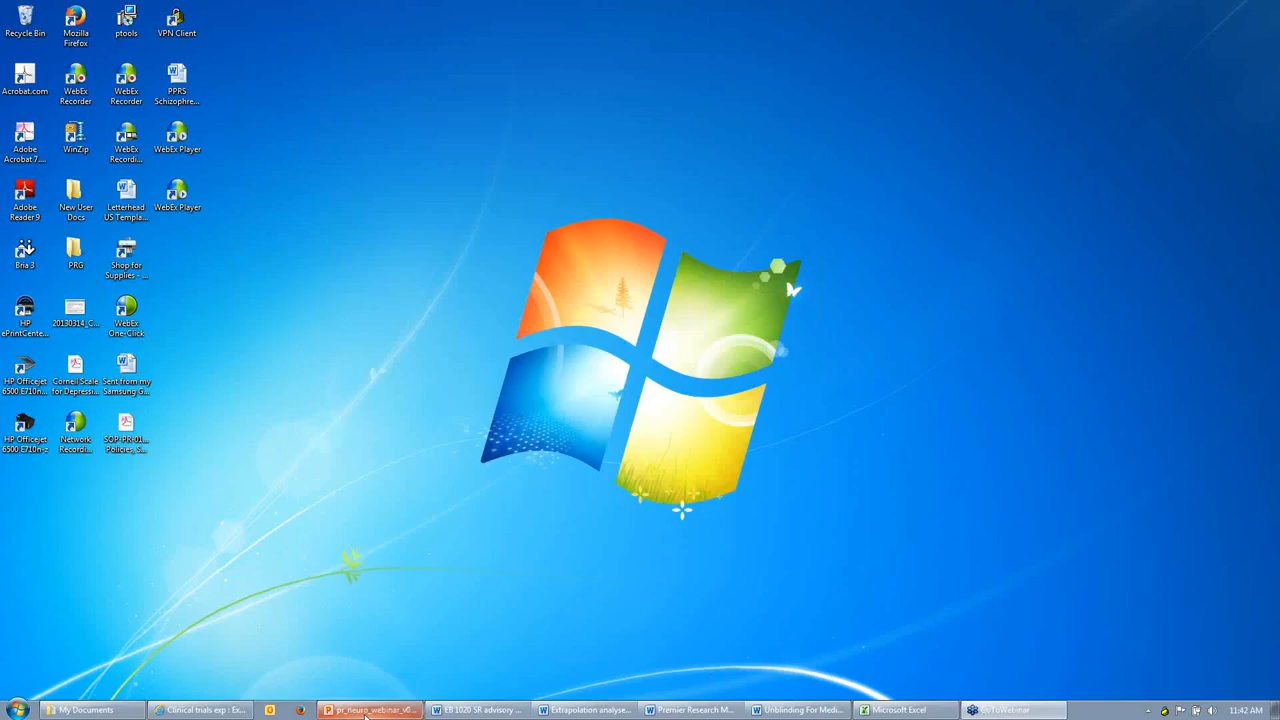 Recycle Bin
Mozilla
Firefox
ptools
VPN Client
Acrobat.com
WebEx
Recorder
WebEx
Recorder
PPRS
Schizophre...
Adobe
Acrobat 7....
WinZip
WebEx
Recordi...
WebEx Player
Adobe
Reader 9
New User
Docs
Letterhead
US Templa...
WebEx Player
Bria 3
PRG
Shop for
Supplies - ...
HP
ePrintCente...
20130314_C...
WebEx
One-Click
HP Officejet
6500 E710n...
Cornell Scale
for Depressi...
Sent from my
Samsung G...
HP Officejet
6500 E710n-z
Network
Recordi...
SOP-PR-01...
Policies, S...
My Documents
Clinical trials exp : Ex...
pr_neuro_webinar_v0...
EB 1020 SR advisory ...
Extrapolation analyse...
Premier Research M...
Unblinding For Medi...
Microsoft Excel
GoToWebinar
11:42 AM